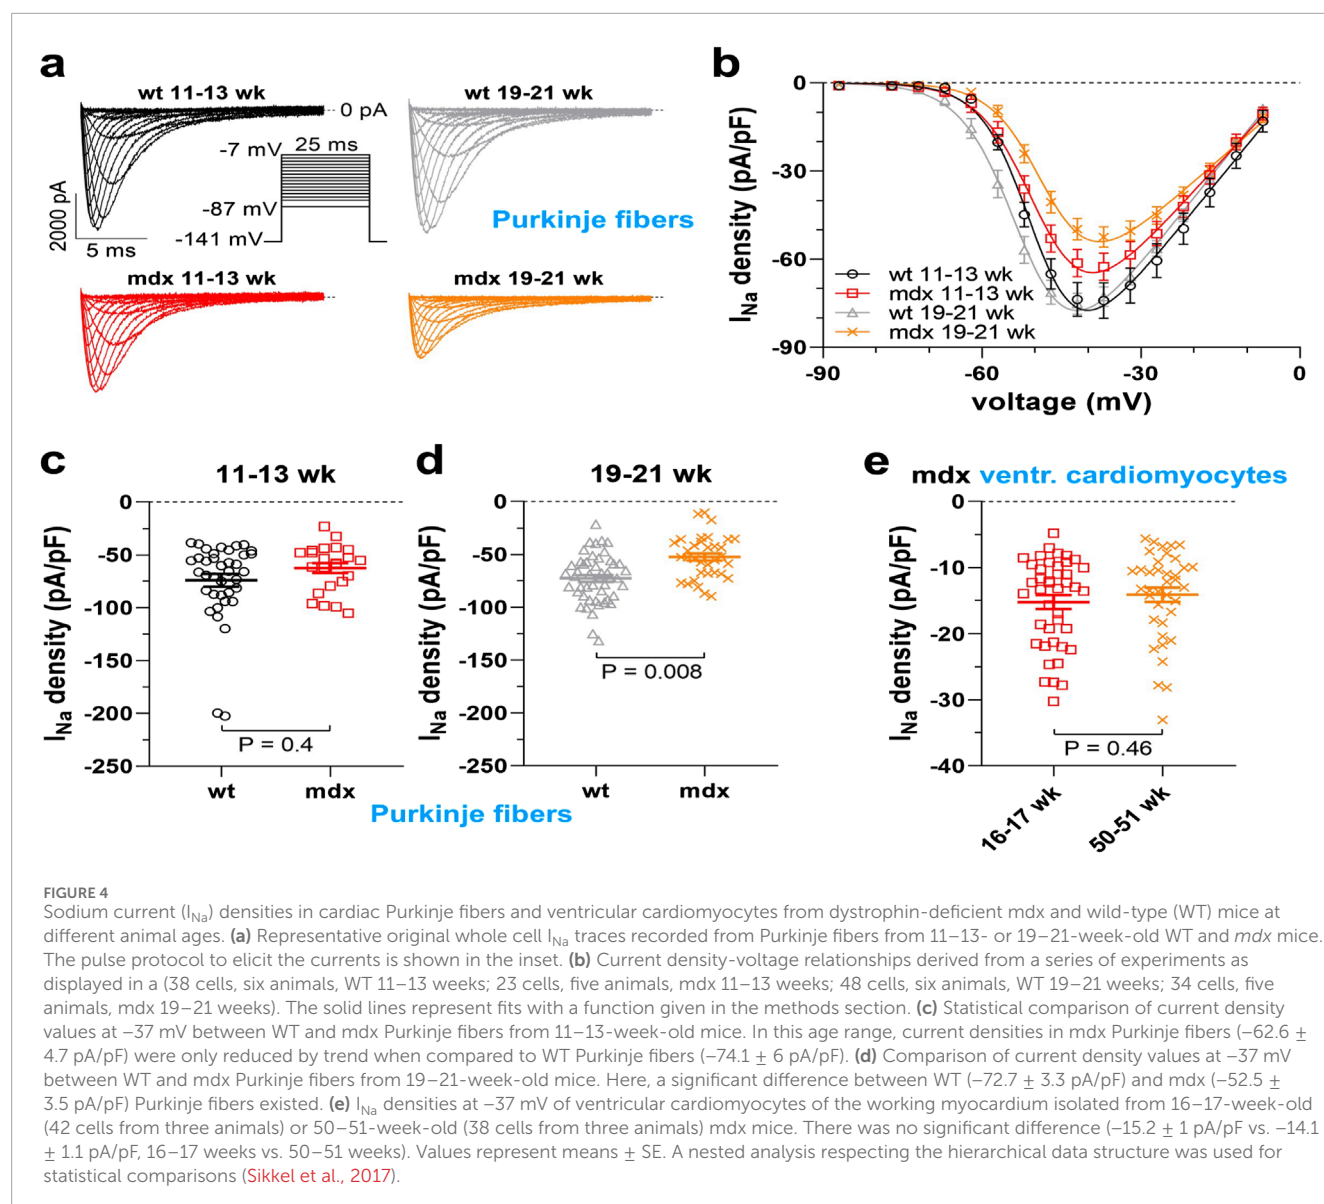 a
wt 11-13 wk
0 pA
-7 mV
25 ms
-87 mV
-141 mV
2000 pA
5 ms
wt 19-21 wk
Purkinje fibers
mdx 11-13 wk
mdx 19-21 wk
b
0
-30
-60
-90
I_Na density (pA/pF)
wt 11-13 wk
mdx 11-13 wk
wt 19-21 wk
mdx 19-21 wk
-90
-60
-30
0
voltage (mV)
c
11-13 wk
0
-50
-100
-150
-200
-250
I_Na density (pA/pF)
P = 0.4
wt
mdx
d
19-21 wk
0
-50
-100
-150
-200
-250
I_Na density (pA/pF)
P = 0.008
wt
mdx
Purkinje fibers
e
mdx ventr. cardiomyocytes
0
-10
-20
-30
-40
I_Na density (pA/pF)
P = 0.46
16-17 wk
50-51 wk
FIGURE 4
Sodium current (I_Na) densities in cardiac Purkinje fibers and ventricular cardiomyocytes from dystrophin-deficient mdx and wild-type (WT) mice at
different animal ages. (a) Representative original whole cell I_Na traces recorded from Purkinje fibers from 11–13- or 19–21-week-old WT and mdx mice.
The pulse protocol to elicit the currents is shown in the inset. (b) Current density-voltage relationships derived from a series of experiments as
displayed in a (38 cells, six animals, WT 11–13 weeks; 23 cells, five animals, mdx 11–13 weeks; 48 cells, six animals, WT 19–21 weeks; 34 cells, five
animals, mdx 19–21 weeks). The solid lines represent fits with a function given in the methods section. (c) Statistical comparison of current density
values at –37 mV between WT and mdx Purkinje fibers from 11–13-week-old mice. In this age range, current densities in mdx Purkinje fibers (–62.6 ±
4.7 pA/pF) were only reduced by trend when compared to WT Purkinje fibers (–74.1 ± 6 pA/pF). (d) Comparison of current density values at –37 mV
between WT and mdx Purkinje fibers from 19–21-week-old mice. Here, a significant difference between WT (–72.7 ± 3.3 pA/pF) and mdx (–52.5 ±
3.5 pA/pF) Purkinje fibers existed. (e) I_Na densities at –37 mV of ventricular cardiomyocytes of the working myocardium isolated from 16–17-week-old
(42 cells from three animals) or 50–51-week-old (38 cells from three animals) mdx mice. There was no significant difference (–15.2 ± 1 pA/pF vs. –14.1
± 1.1 pA/pF, 16–17 weeks vs. 50–51 weeks). Values represent means ± SE. A nested analysis respecting the hierarchical data structure was used for
statistical comparisons (Sikkel et al., 2017).